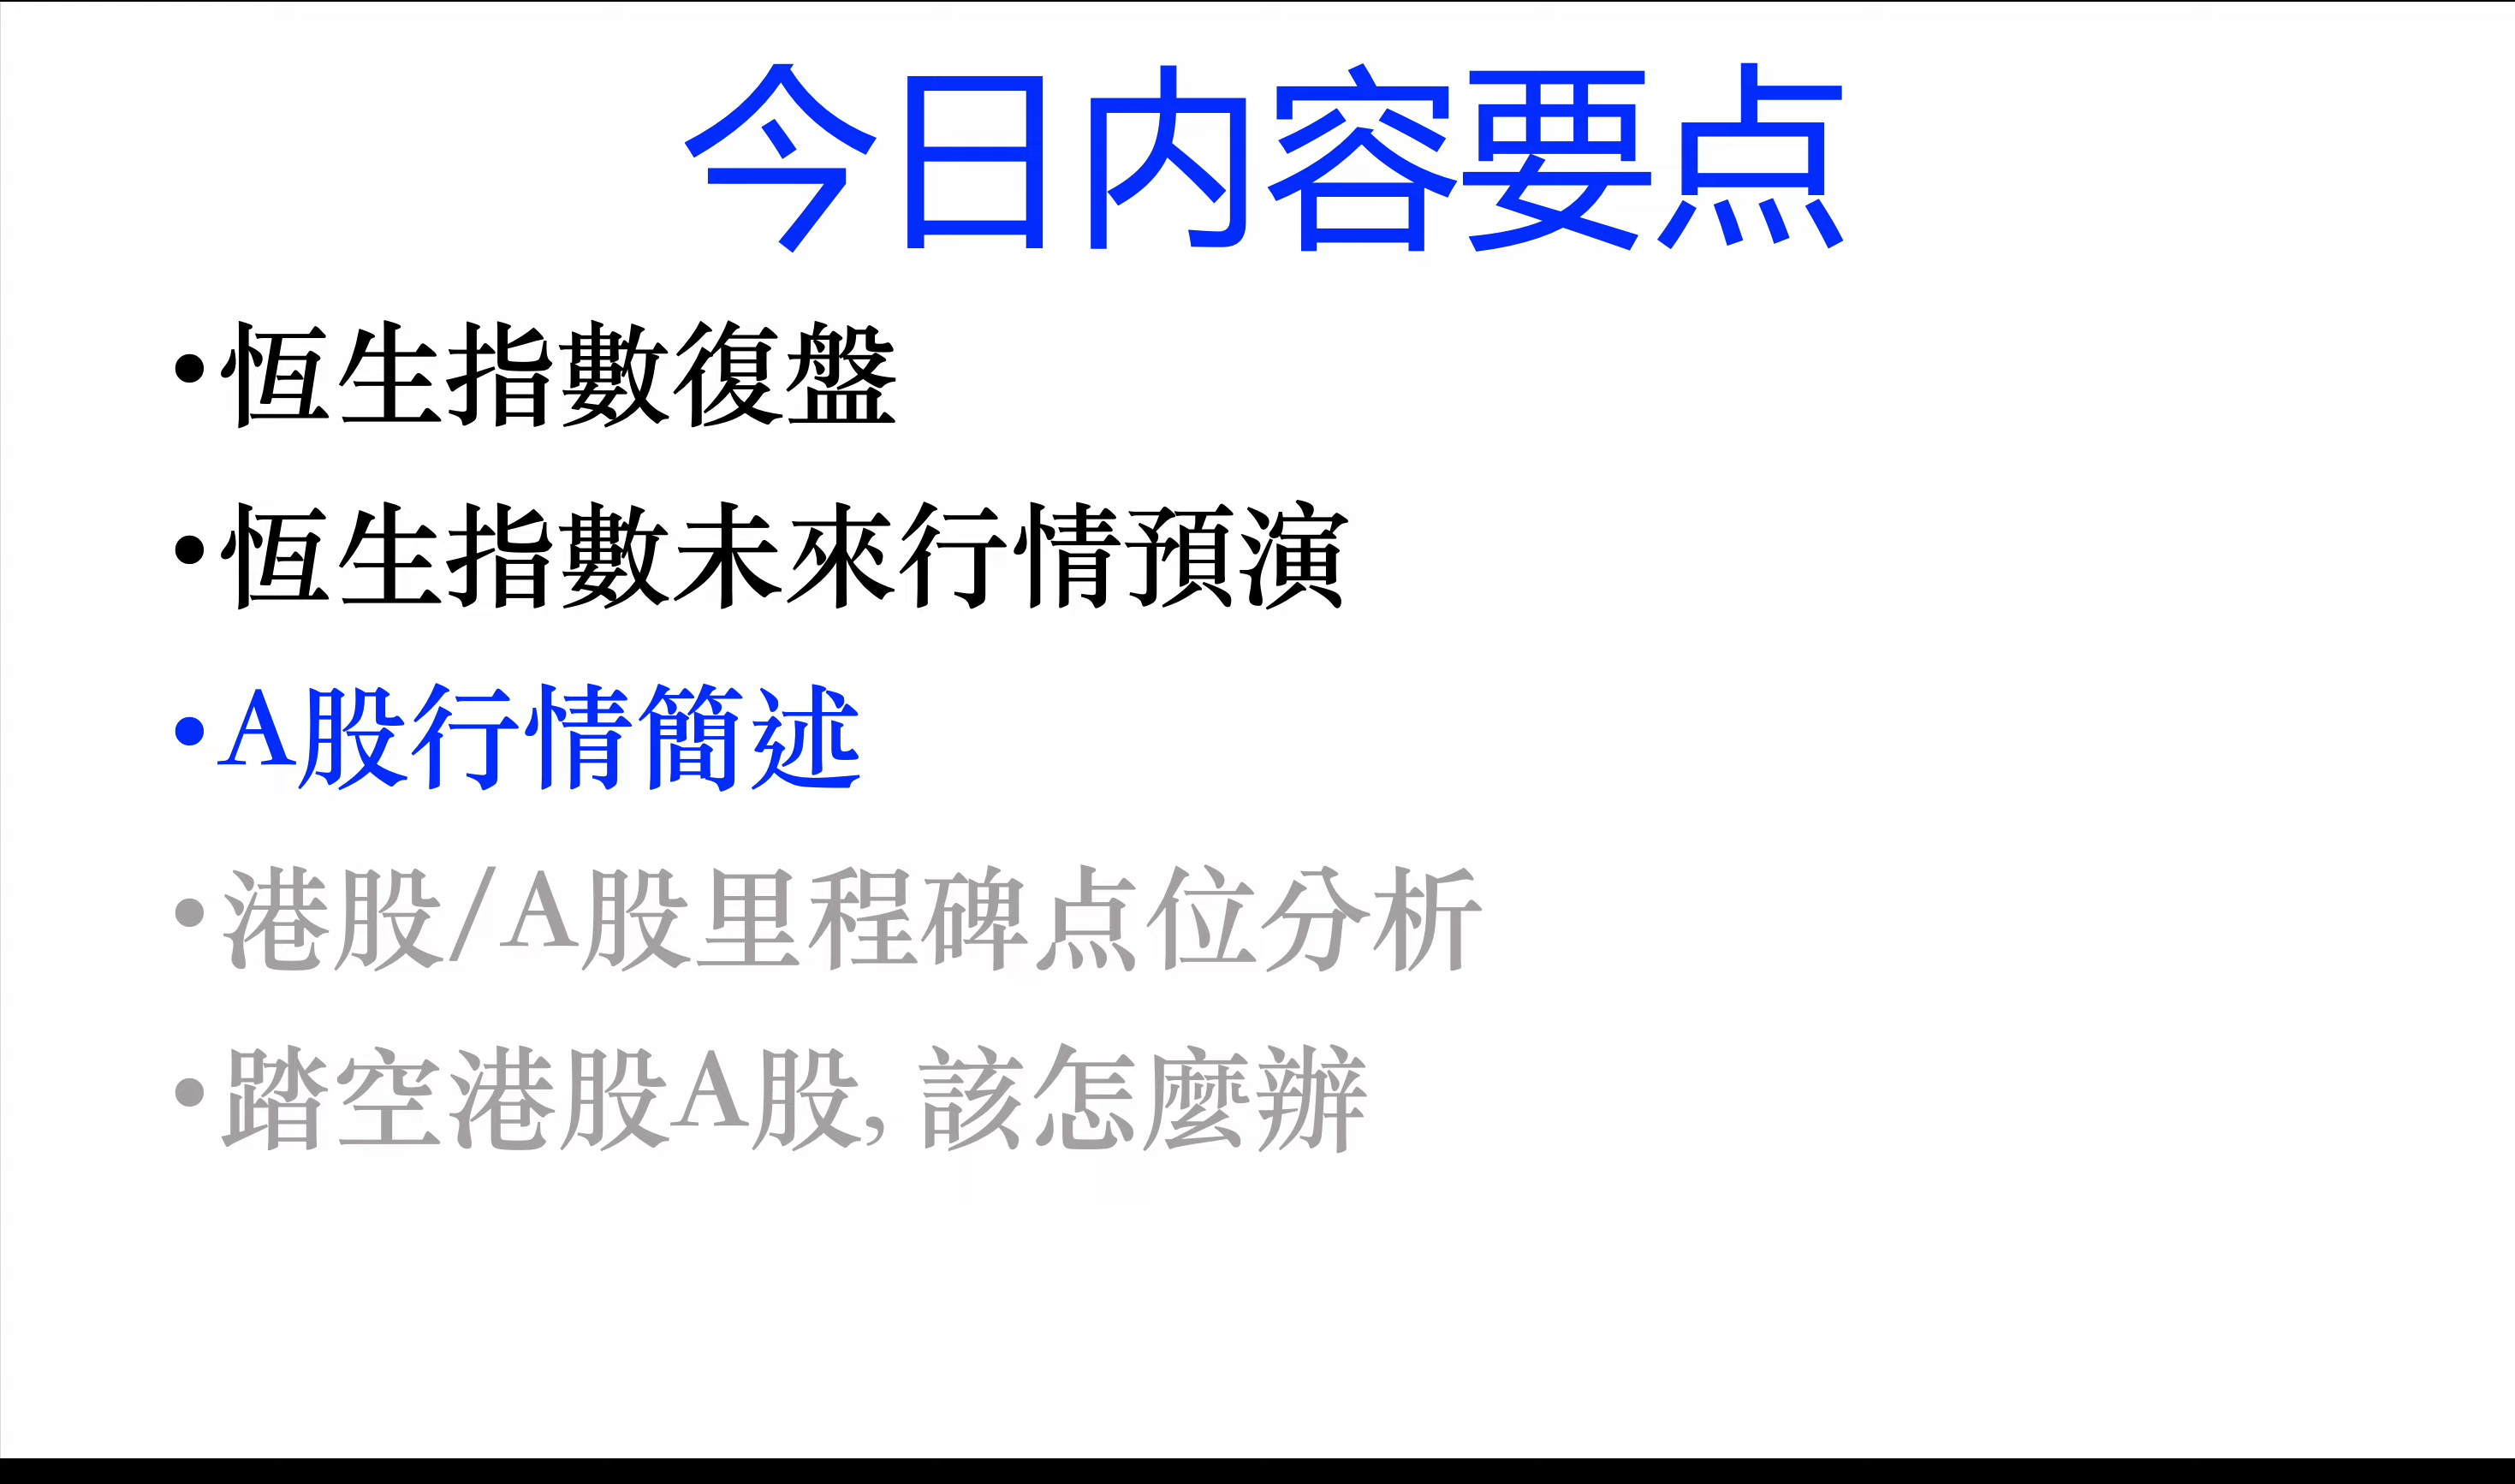 今日内容要点
•恆生指數復盤
•恆生指數未來行情預演
•A股行情簡述
•港股/A股里程碑点位分析
•踏空港股A股, 該怎麼辦